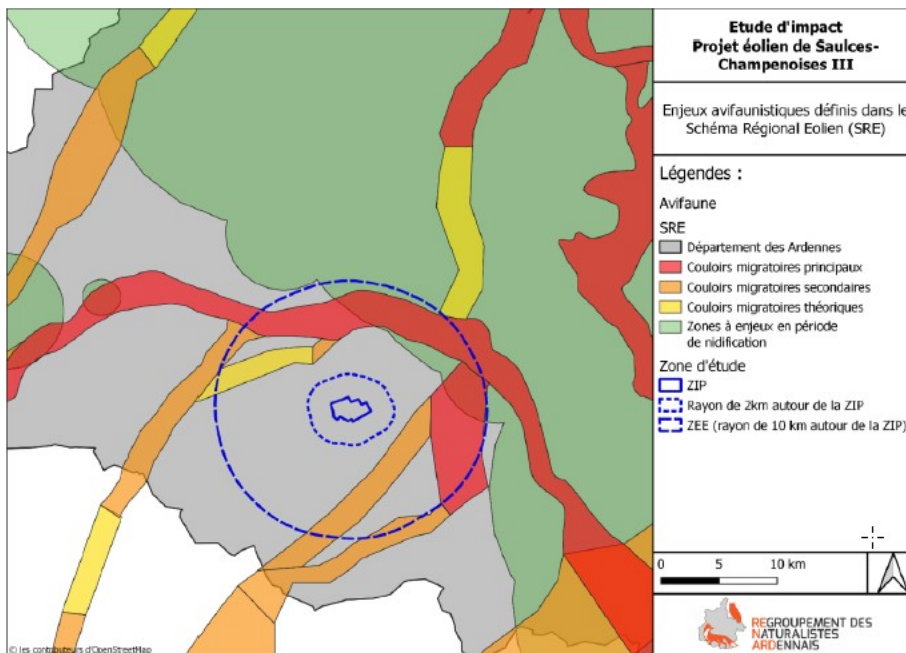 Etude d'impact
Projet éolien de Saulces-
Champenoises III
Enjeux avifaunistiques définis dans le
Schéma Régional Eolien (SRE)
Légendes :
Avifaune
SRE
Département des Ardennes
Couloirs migratoires principaux
Couloirs migratoires secondaires
Couloirs migratoires théoriques
Zones à enjeux en période
de nidification
Zone d'étude
ZIP
Rayon de 2km autour de la ZIP
ZEE (rayon de 10 km autour de la ZIP)
0 5 10 km
REGROUPEMENT DES
NATURALISTES
ARDENNAIS
© les contributeurs d'OpenStreetMap